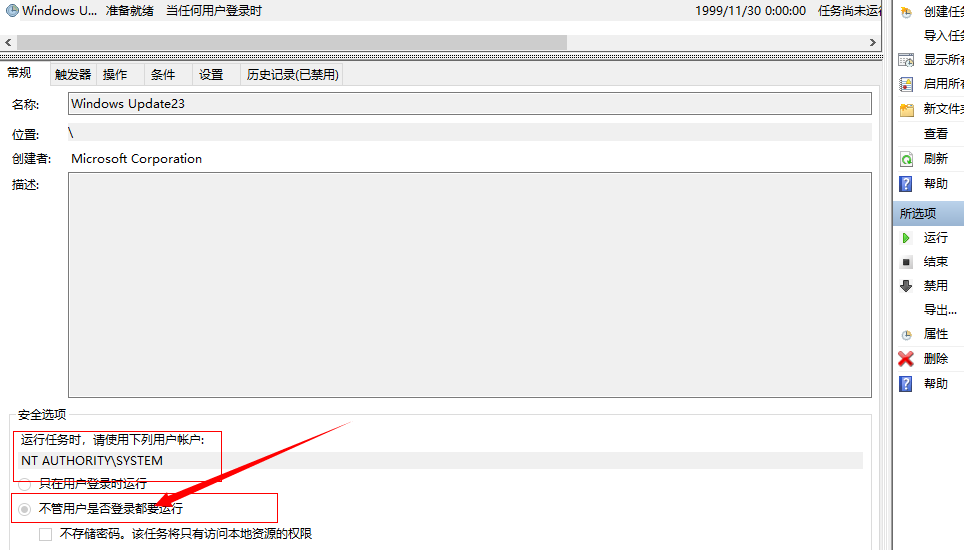 Windows U... 准备就绪 当任何用户登录时 1999/11/30 0:00:00 任务尚未运行
常规 触发器 操作 条件 设置 历史记录(已禁用)
名称: Windows Update23
位置: \
创建者: Microsoft Corporation
描述:
安全选项
运行任务时，请使用下列用户帐户:
NT AUTHORITY\SYSTEM
只在用户登录时运行
不管用户是否登录都要运行
不存储密码。该任务将只有访问本地资源的权限
创建任
导入任
显示所
启用所
新文件
查看
刷新
帮助
所选项
运行
结束
禁用
导出...
属性
删除
帮助